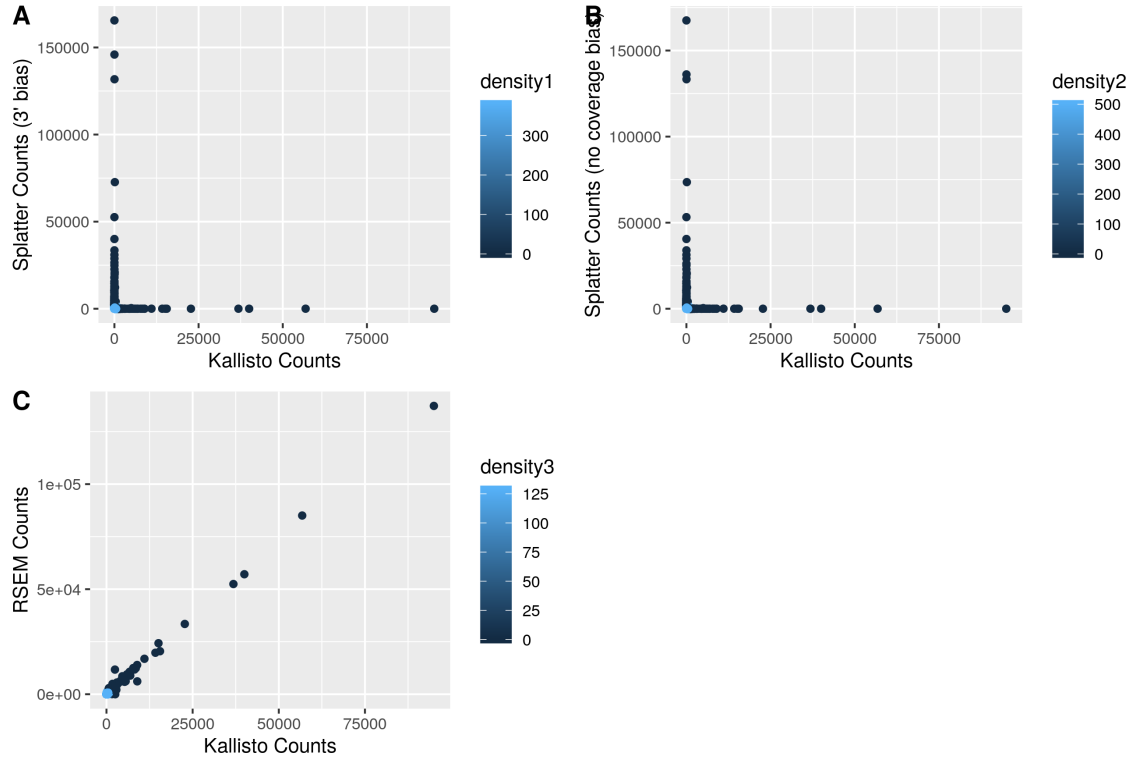 A
Splatter Counts (3' bias)
150000
100000
50000
0
0 25000 50000 75000
Kallisto Counts
density1
300
200
100
0
B
Splatter Counts (no coverage bias)
150000
100000
50000
0
0 25000 50000 75000
Kallisto Counts
density2
500
400
300
200
100
0
C
RSEM Counts
1e+05
5e+04
0e+00
0 25000 50000 75000
Kallisto Counts
density3
125
100
75
50
25
0